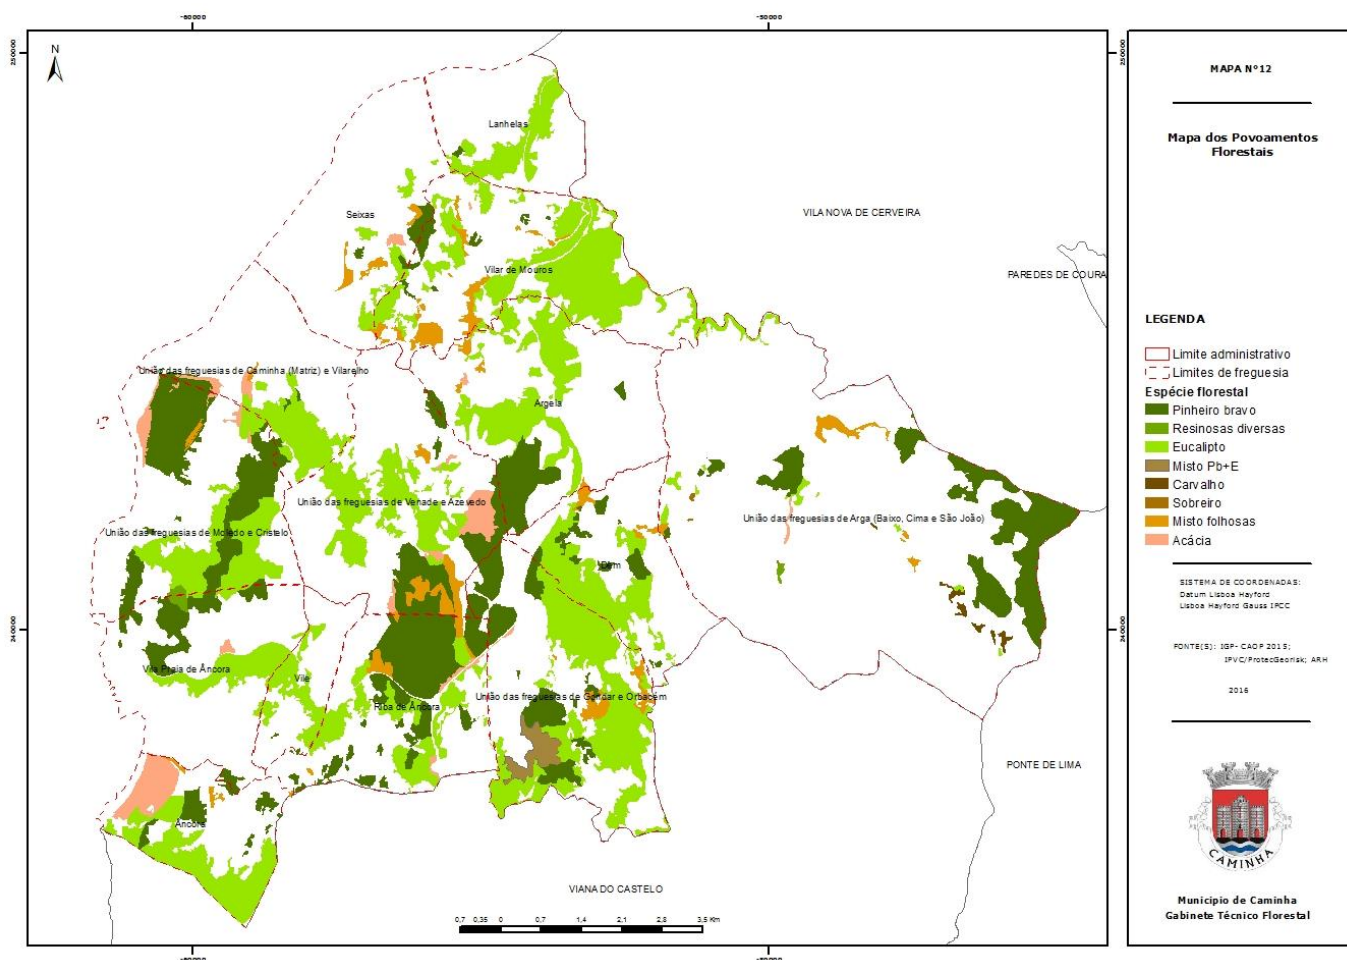 -50000
-50000
250000
250000
N
Lanhelas
Seixas
VILA NOVA DE CERVEIRA
Vilar de Mouros
PAREDES DE COURA
União das freguesias de Caminha (Matriz) e Vilarelho
Argela
União das freguesias de Venade e Azevedo
União das freguesias de Arga (Baixo, Cima e São João)
União das freguesias de Moledo e Cristelo
Dem
240000
240000
Vila Praia de Âncora
Vile
União das freguesias de Gondar e Orbacém
Riba de Âncora
PONTE DE LIMA
Âncora
VIANA DO CASTELO
0,7 0,35 0 0,7 1,4 2,1 2,8 3,5 Km
MAPA Nº12
Mapa dos Povoamentos
Florestais
LEGENDA
Limite administrativo
Limites de freguesia
Espécie florestal
Pinheiro bravo
Resinosas diversas
Eucalipto
Misto Pb+E
Carvalho
Sobreiro
Misto folhosas
Acácia
SISTEMA DE COORDENADAS:
Datum Lisboa Hayford
Lisboa Hayford Gauss IPCC
FONTE(S): IGP- CAOP 2015;
IPVC/ProtecGeorisk; ARH
2016
CAMINHA
Municipio de Caminha
Gabinete Técnico Florestal